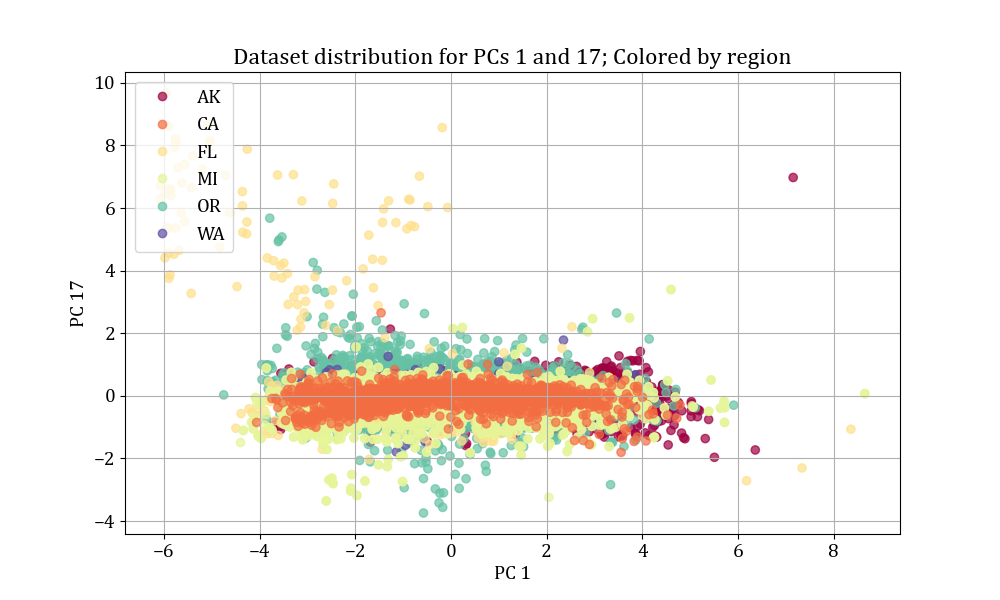 Dataset distribution for PCs 1 and 17; Colored by region
10
8
6
4
2
0
−2
−4
PC 17
AK
CA
FL
MI
OR
WA
−6 −4 −2 0 2 4 6 8
PC 1